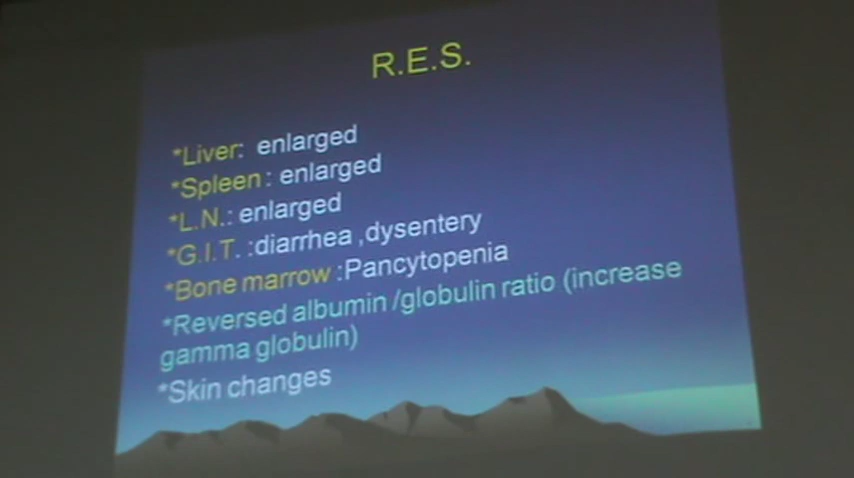 R.E.S.
*Liver: enlarged
*Spleen : enlarged
*L.N.: enlarged
*G.I.T. :diarrhea ,dysentery
*Bone marrow :Pancytopenia
*Reversed albumin /globulin ratio (increase
gamma globulin)
*Skin changes